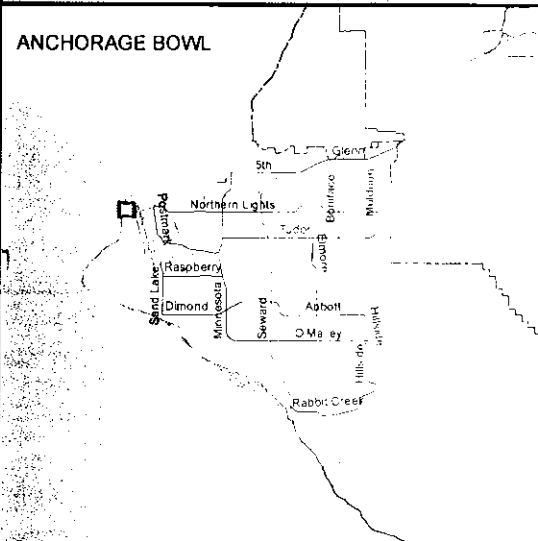 ANCHORAGE BOWL
Glenn
5th
Boniface
Muldoon
Postmark
Northern Lights
Tudor
Elmore
Sand Lake
Raspberry
Minnesota
Seward
Dimond
Abbott
O'Malley
Hillside
Rabbit Creek